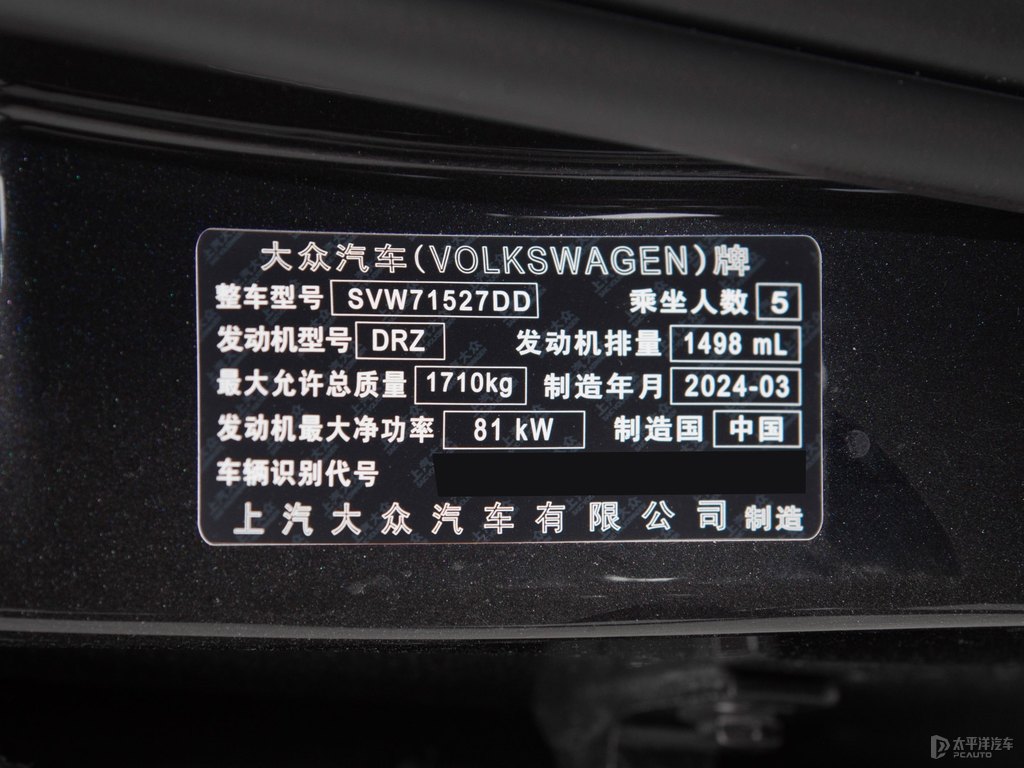 大众汽车(VOLKSWAGEN)牌
整车型号 SVW71527DD 乘坐人数 5
发动机型号 DRZ 发动机排量 1498 mL
最大允许总质量 1710kg 制造年月 2024-03
发动机最大净功率 81 kW 制造国 中国
车辆识别代号
上汽大众汽车有限公司 制造
太平洋汽车
PCAUTO